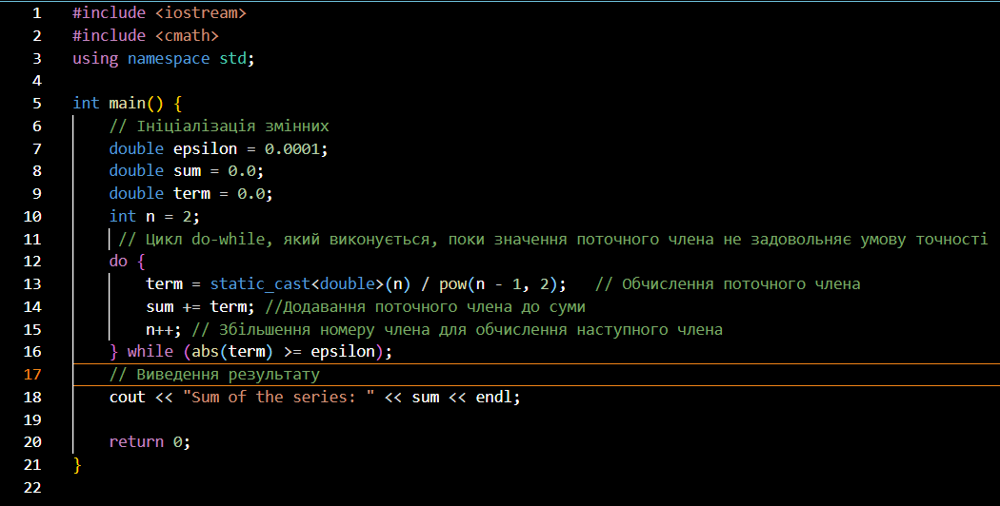 1 #include <iostream>
2 #include <cmath>
3 using namespace std;
4
5 int main() {
6 // Ініціалізація змінних
7 double epsilon = 0.0001;
8 double sum = 0.0;
9 double term = 0.0;
10 int n = 2;
11 // Цикл do-while, який виконується, поки значення поточного члена не задовольняє умову точності
12 do {
13 term = static_cast<double>(n) / pow(n - 1, 2); // Обчислення поточного члена
14 sum += term; //Додавання поточного члена до суми
15 n++; // Збільшення номеру члена для обчислення наступного члена
16 } while (abs(term) >= epsilon);
17 // Виведення результату
18 cout << "Sum of the series: " << sum << endl;
19
20 return 0;
21 }
22